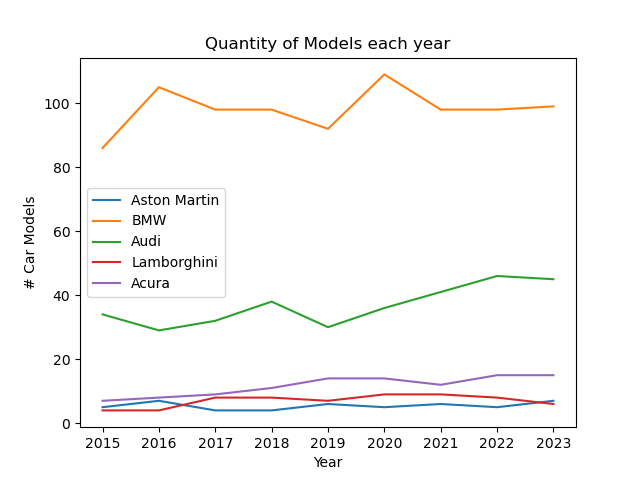 Quantity of Models each year
# Car Models
100
80
60
40
20
0
Aston Martin
BMW
Audi
Lamborghini
Acura
2015 2016 2017 2018 2019 2020 2021 2022 2023
Year